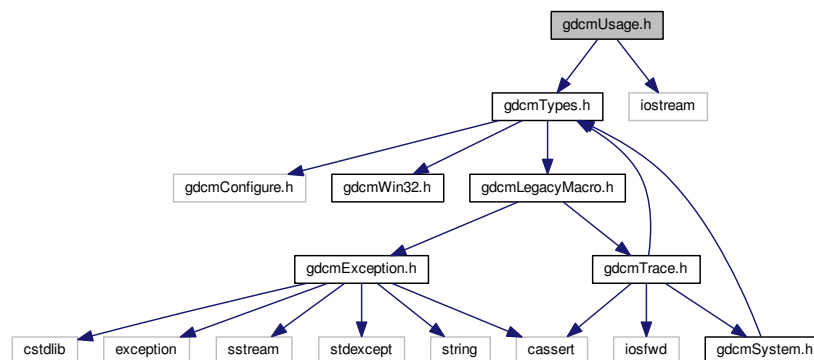 gdcmUsage.h
gdcmTypes.h
iostream
gdcmConfigure.h
gdcmWin32.h
gdcmLegacyMacro.h
gdcmException.h
gdcmTrace.h
cstdlib
exception
sstream
stdexcept
string
cassert
iosfwd
gdcmSystem.h